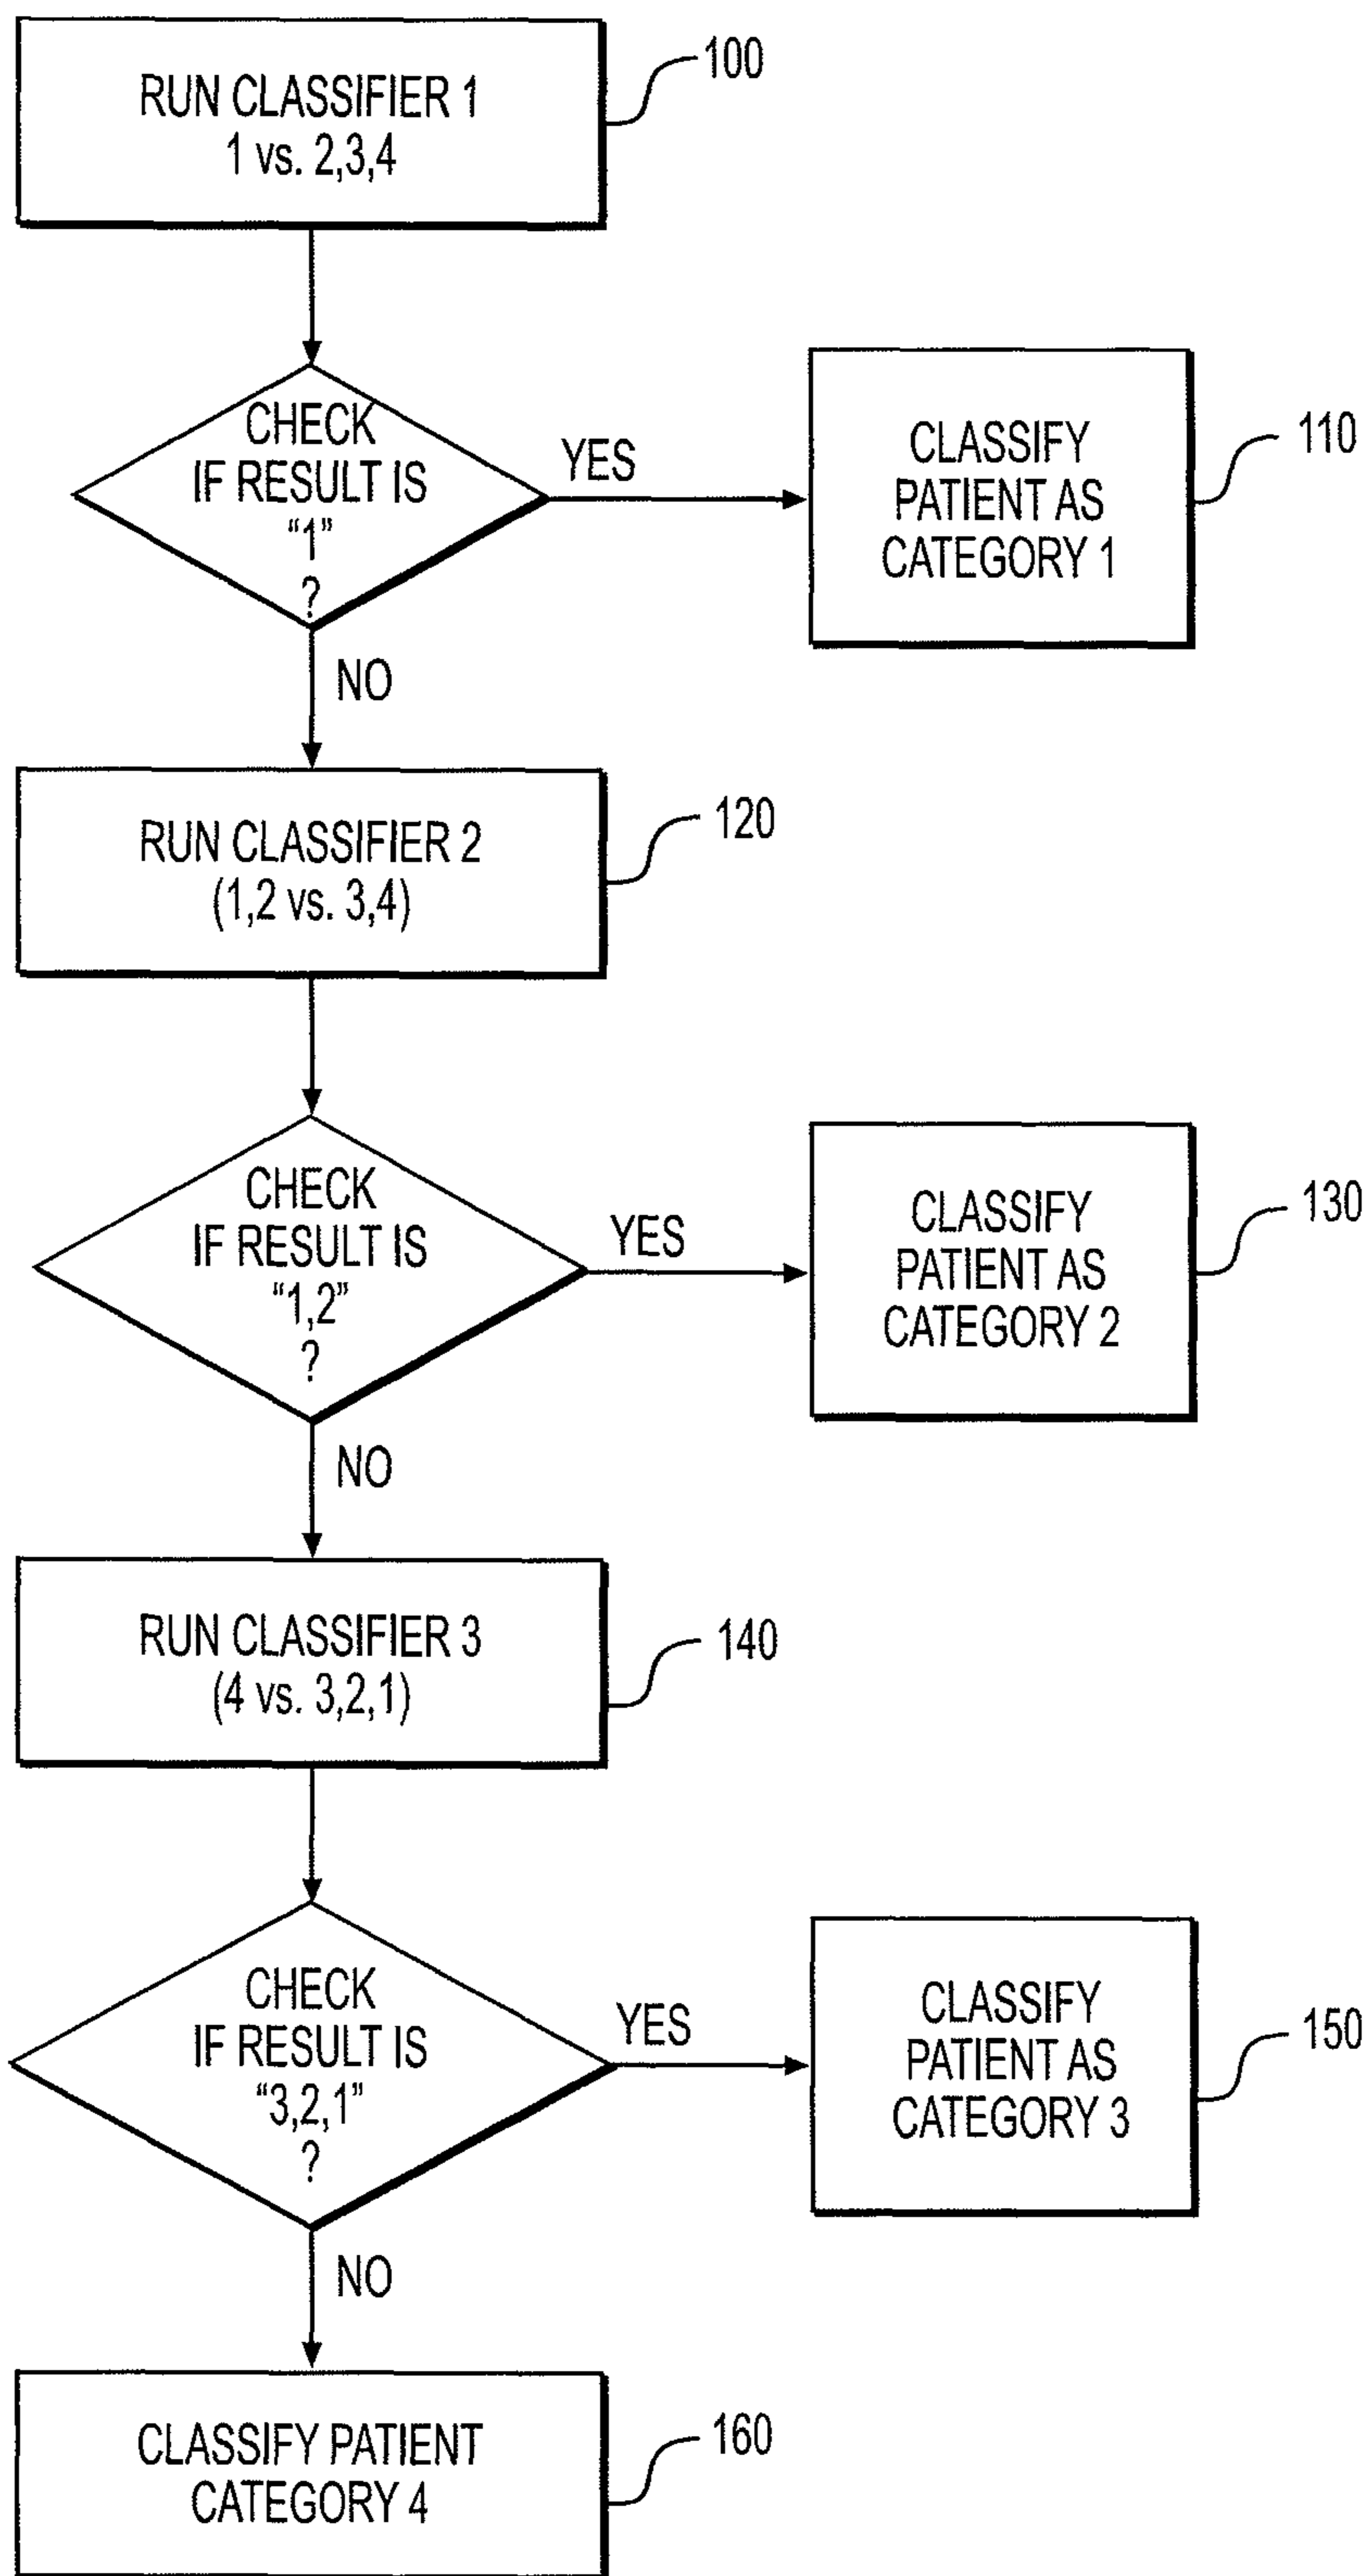 RUN CLASSIFIER 1
1 vs. 2,3,4
100
CHECK
IF RESULT IS
“1”
?
YES
CLASSIFY
PATIENT AS
CATEGORY 1
110
NO
RUN CLASSIFIER 2
(1,2 vs. 3,4)
120
CHECK
IF RESULT IS
“1,2”
?
YES
CLASSIFY
PATIENT AS
CATEGORY 2
130
NO
RUN CLASSIFIER 3
(4 vs. 3,2,1)
140
CHECK
IF RESULT IS
“3,2,1”
?
YES
CLASSIFY
PATIENT AS
CATEGORY 3
150
NO
CLASSIFY PATIENT
CATEGORY 4
160